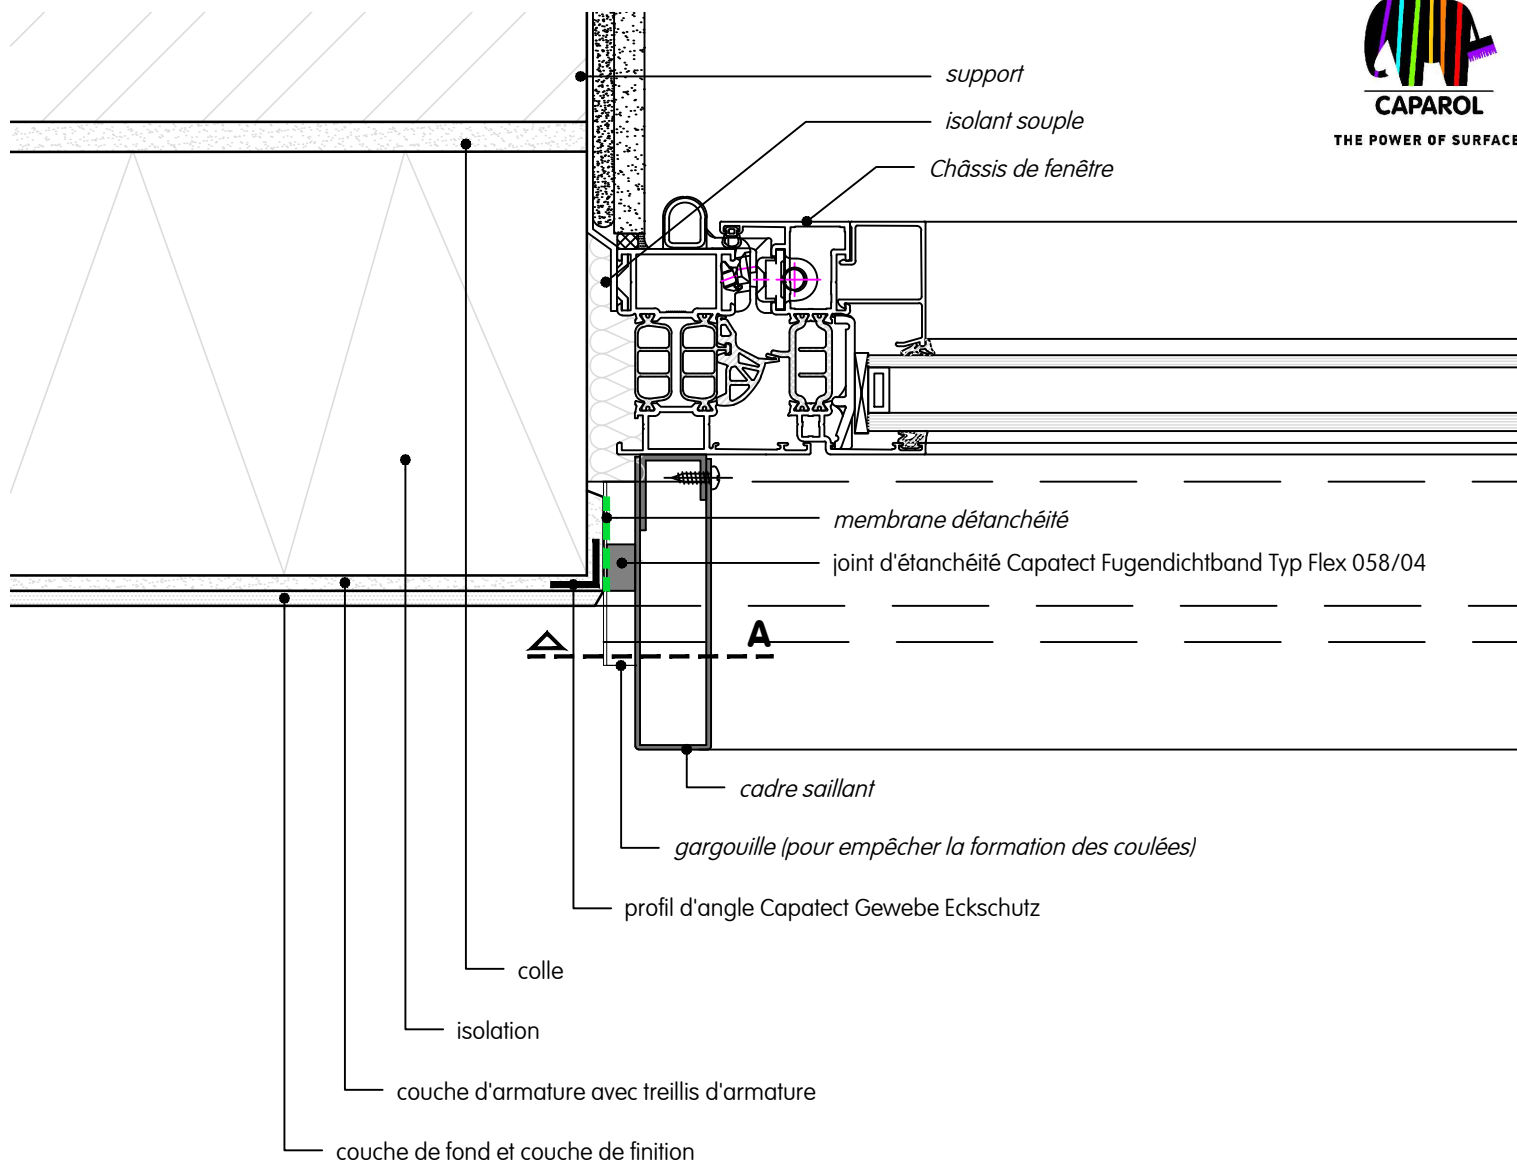 CAPAROL
THE POWER OF SURFACE
support
isolant souple
Châssis de fenêtre
membrane détanchéité
joint d'étanchéité Capatect Fugendichtband Typ Flex 058/04
A
cadre saillant
gargouille (pour empêcher la formation des coulées)
profil d'angle Capatect Gewebe Eckschutz
colle
isolation
couche d'armature avec treillis d'armature
couche de fond et couche de finition